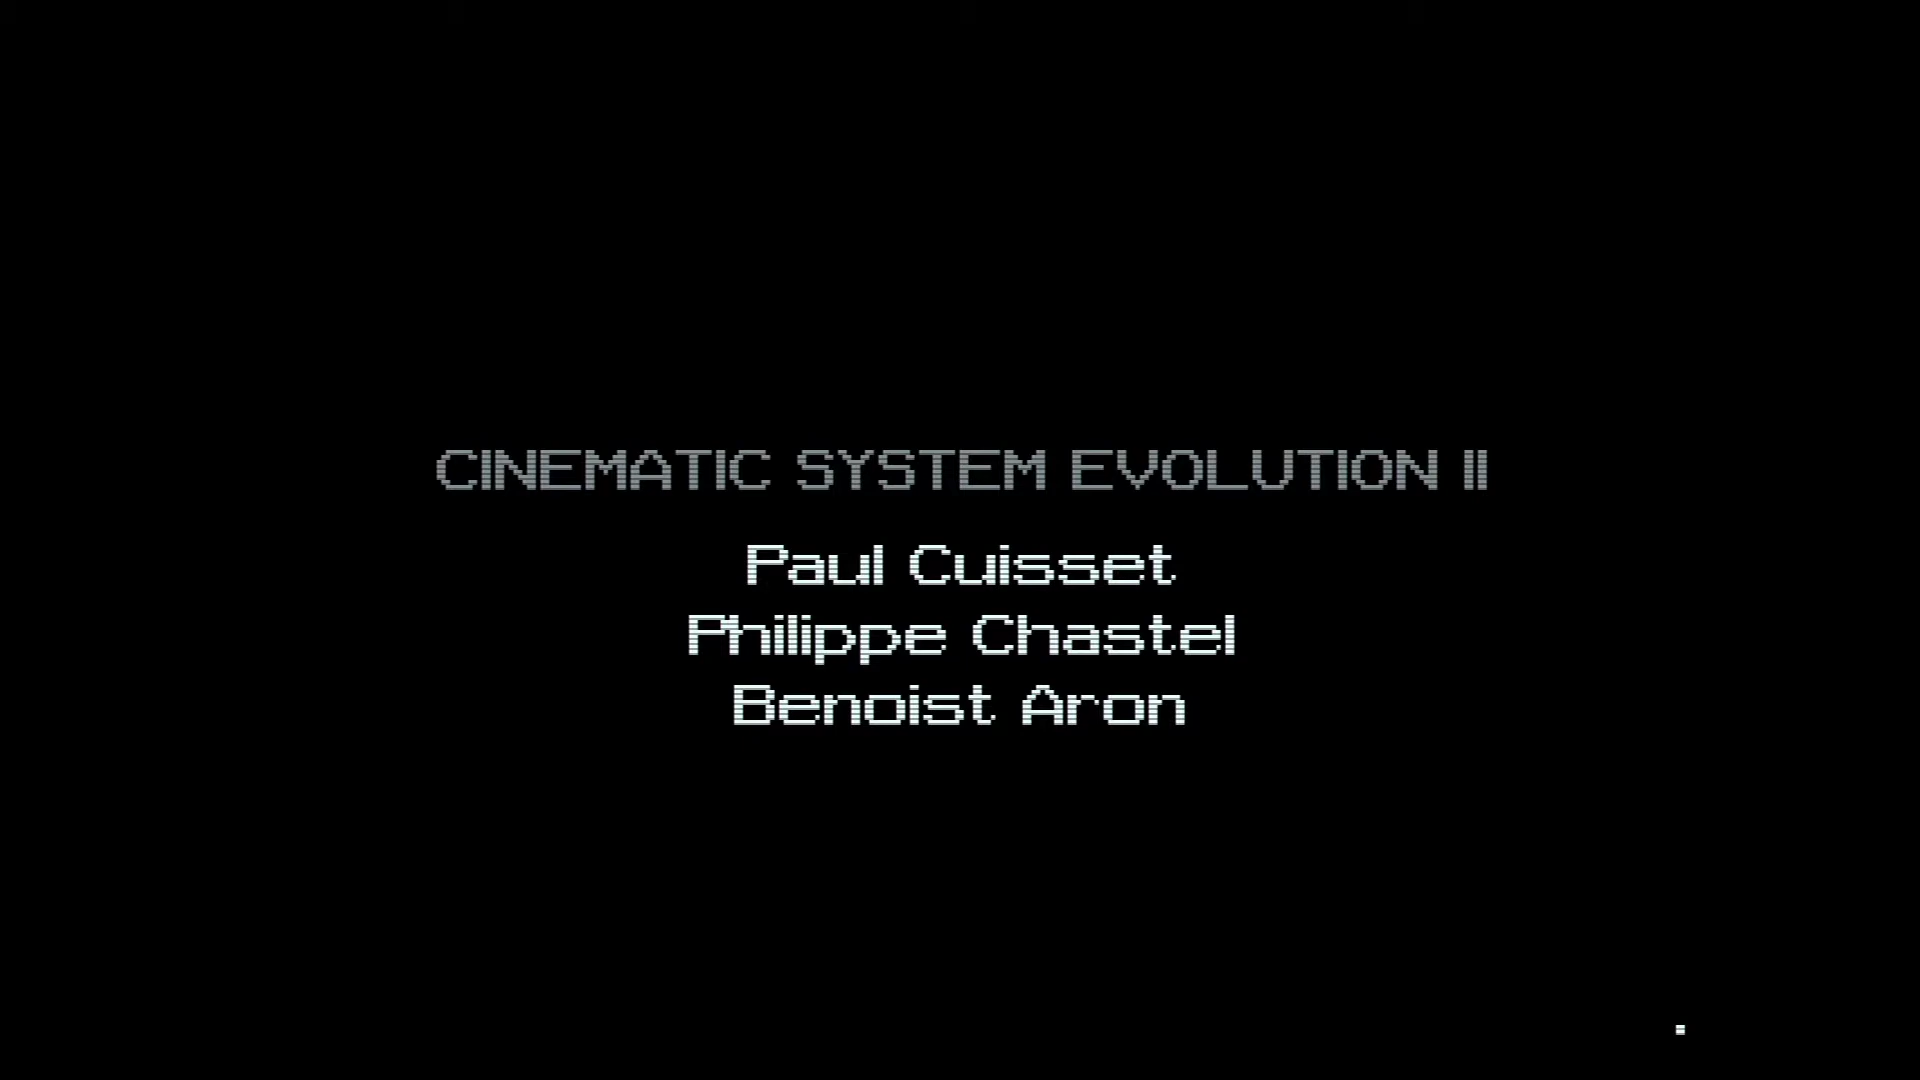 CINEMATIC SYSTEM EVOLUTION II
Paul Cuisset
Philippe Chastel
Benoist Aron